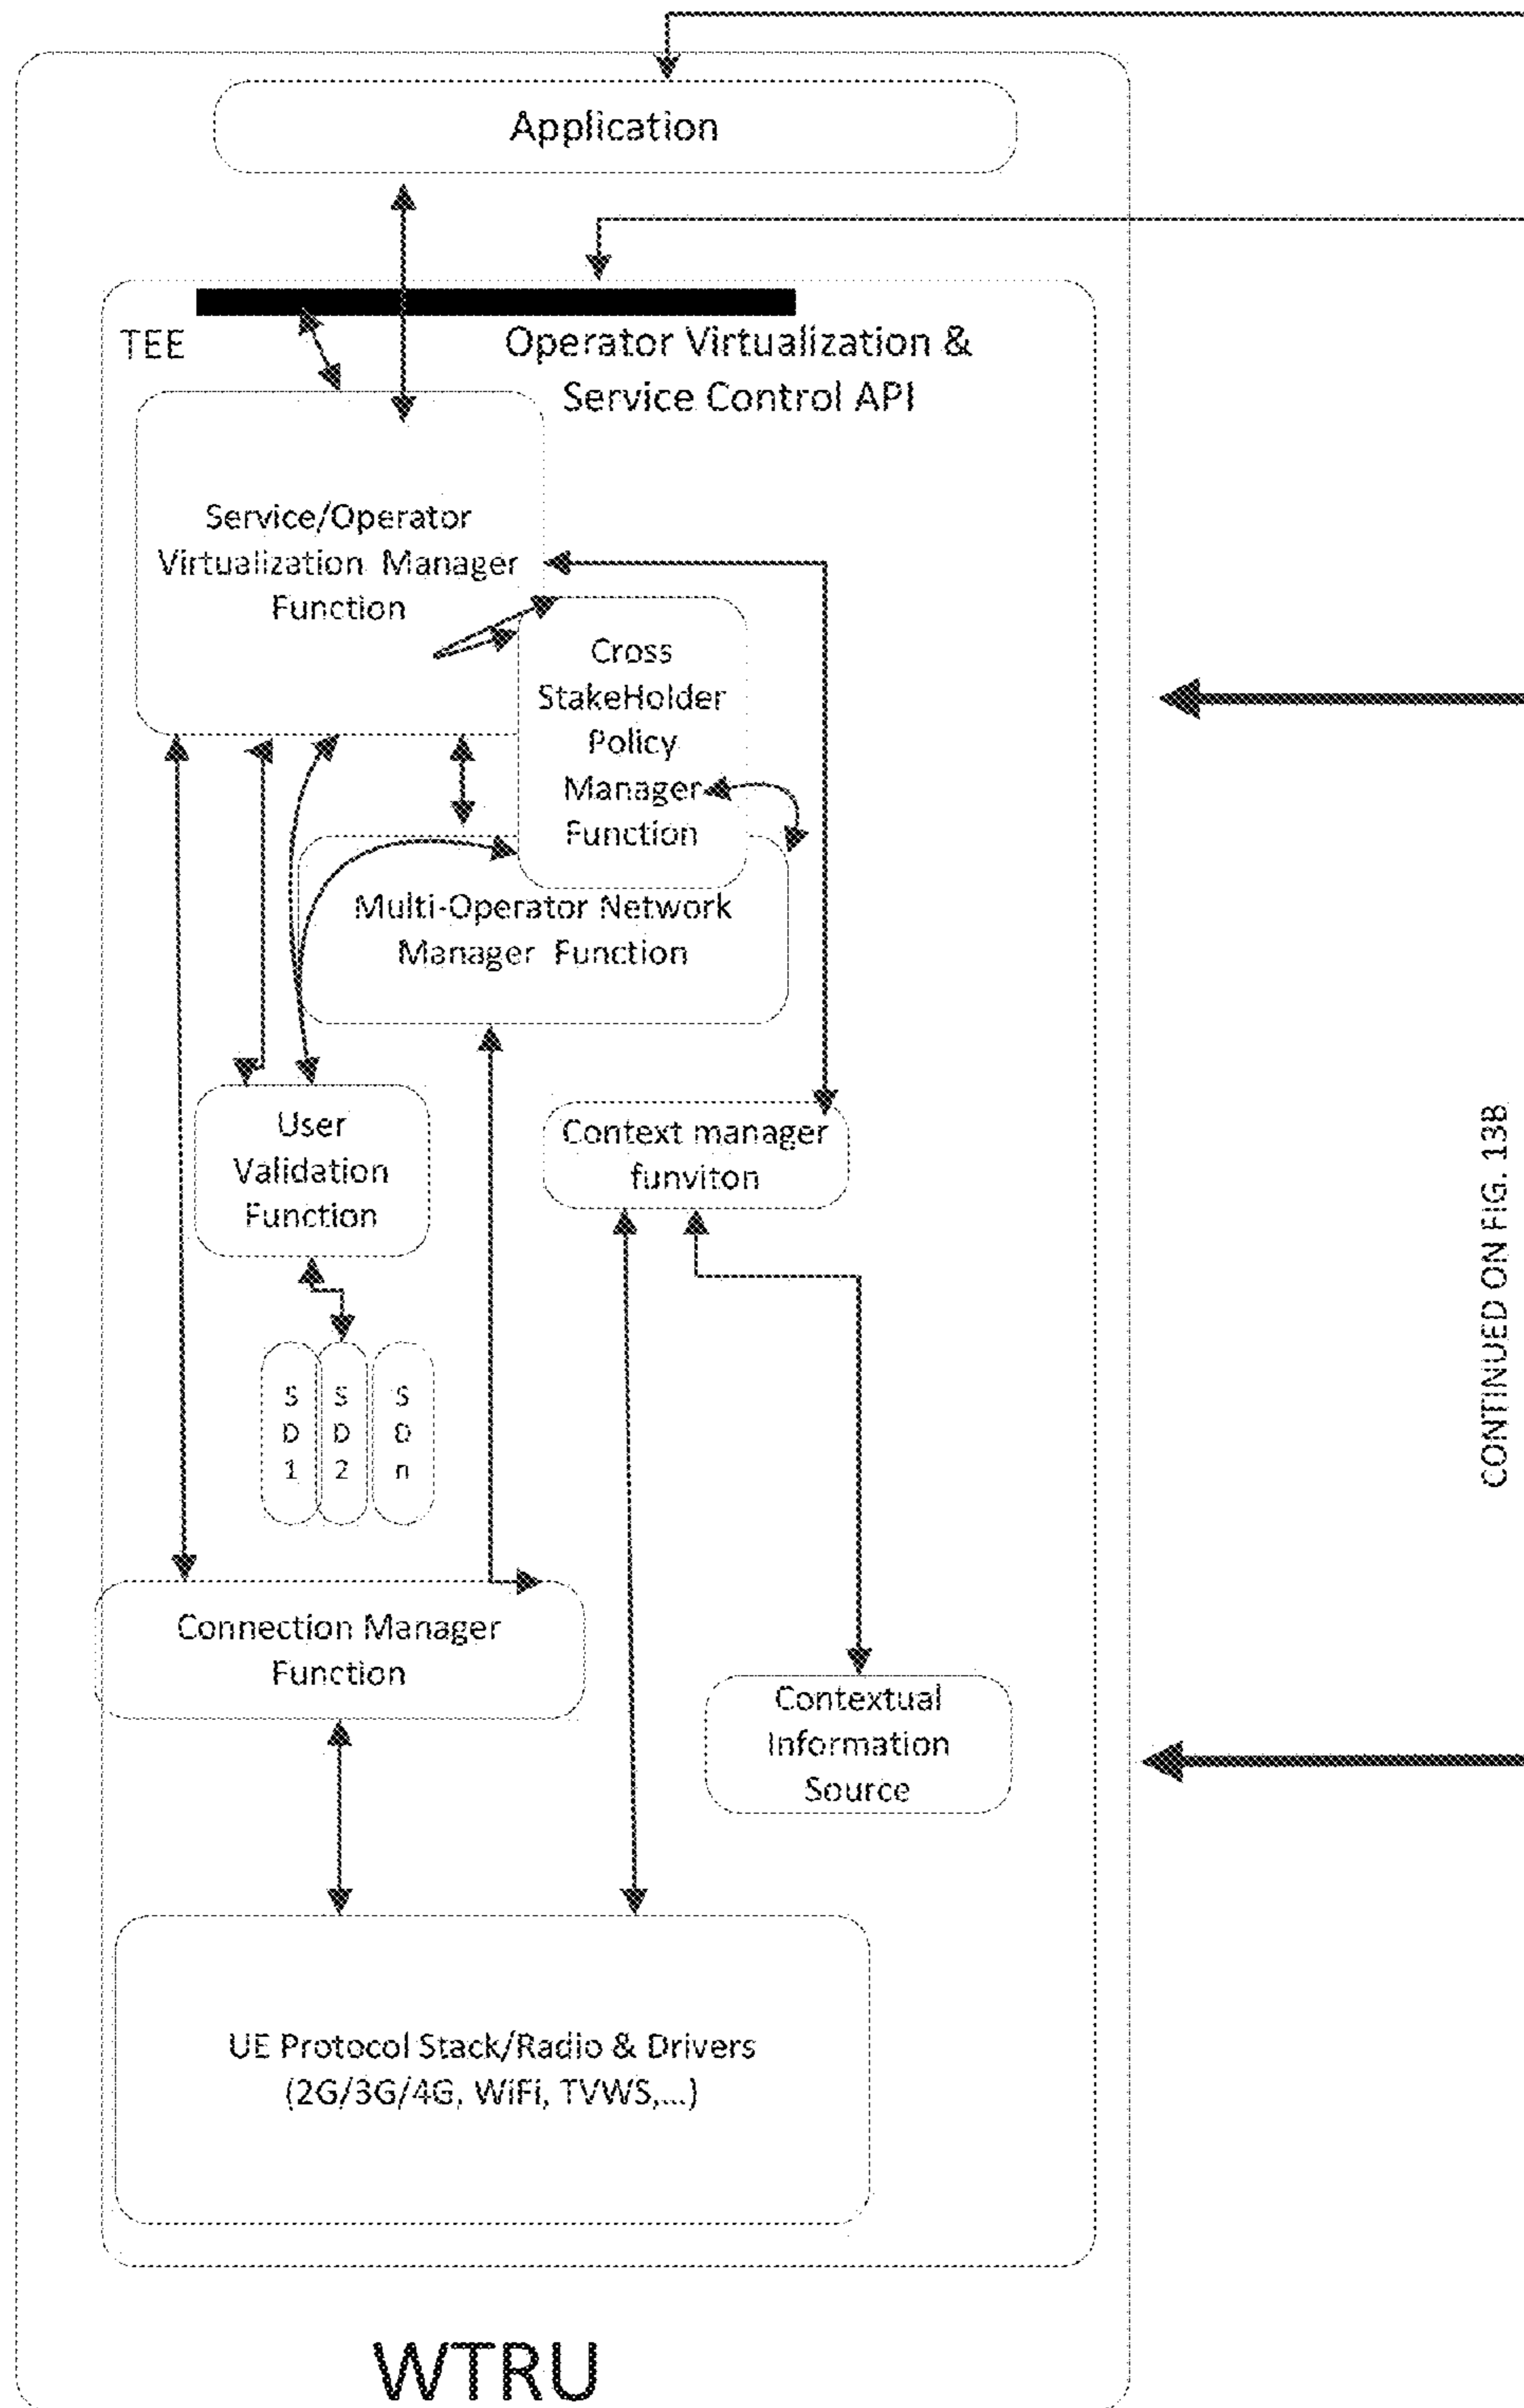 Application
TEE
Operator Virtualization &
Service Control API
Service/Operator
Virtualization Manager
Function
Cross
StakeHolder
Policy
Manager
Function
Multi-Operator Network
Manager Function
User
Validation
Function
Context manager
funviton
S
D
1
S
D
2
S
D
n
Connection Manager
Function
Contextual
Information
Source
UE Protocol Stack/Radio & Drivers
(2G/3G/4G, WiFi, TVWS,...)
WTRU
CONTINUED ON FIG. 13B